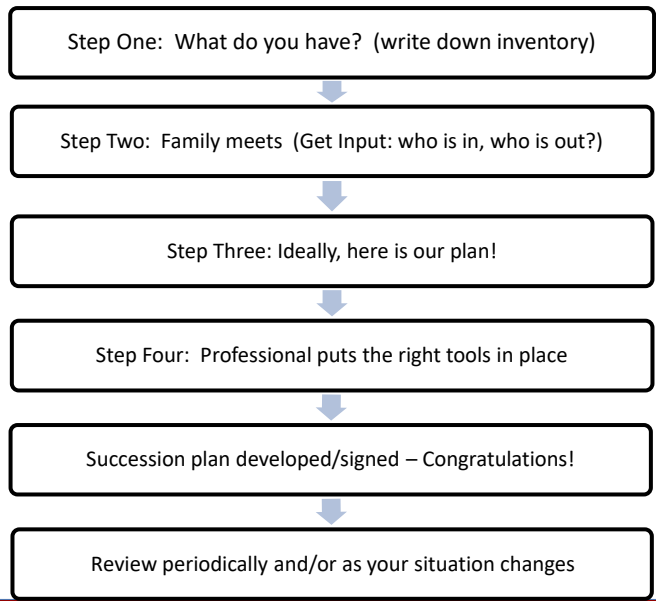 Step One:  What do you have?  (write down inventory)
Step Two:  Family meets  (Get Input: who is in, who is out?)
Step Three: Ideally, here is our plan!
Step Four:  Professional puts the right tools in place
Succession plan developed/signed – Congratulations!
Review periodically and/or as your situation changes